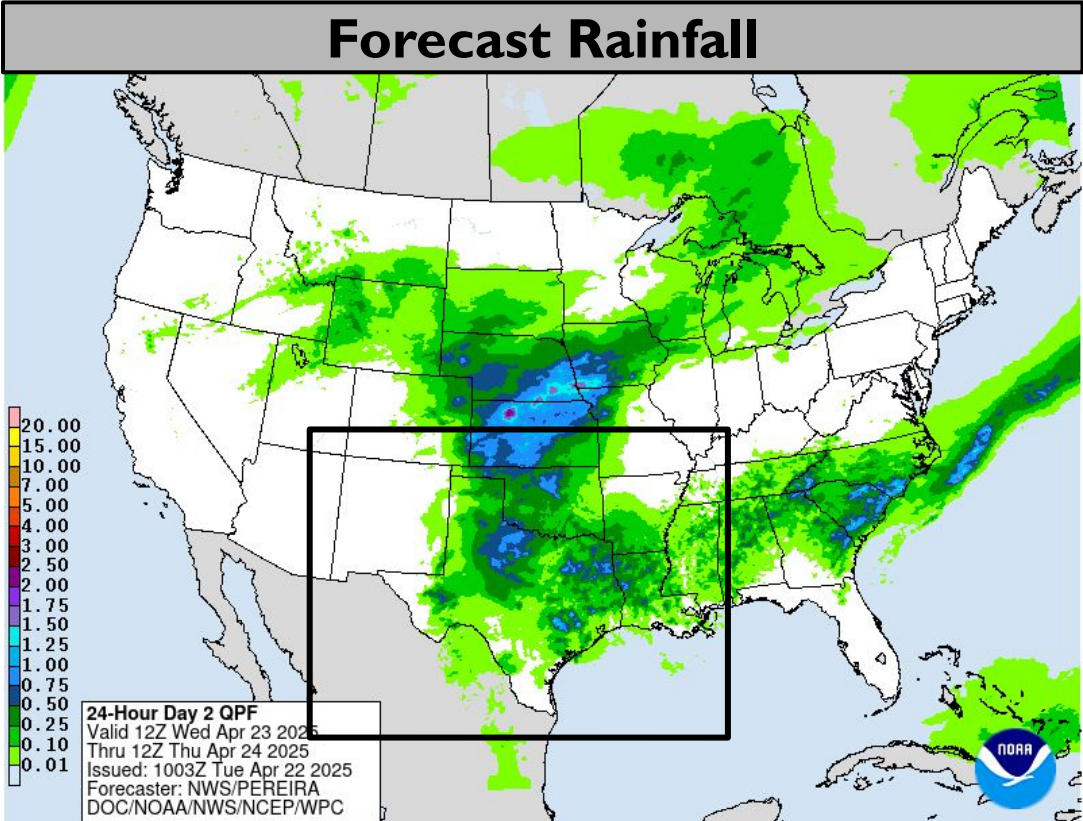 Forecast Rainfall
20.00
15.00
10.00
7.00
5.00
4.00
3.00
2.50
2.00
1.75
1.50
1.25
1.00
0.75
0.50
0.25
0.10
0.01
24-Hour Day 2 QPF
Valid 12Z Wed Apr 23 2025
Thru 12Z Thu Apr 24 2025
Issued: 1003Z Tue Apr 22 2025
Forecaster: NWS/PEREIRA
DOC/NOAA/NWS/NCEP/WPC
NOAA